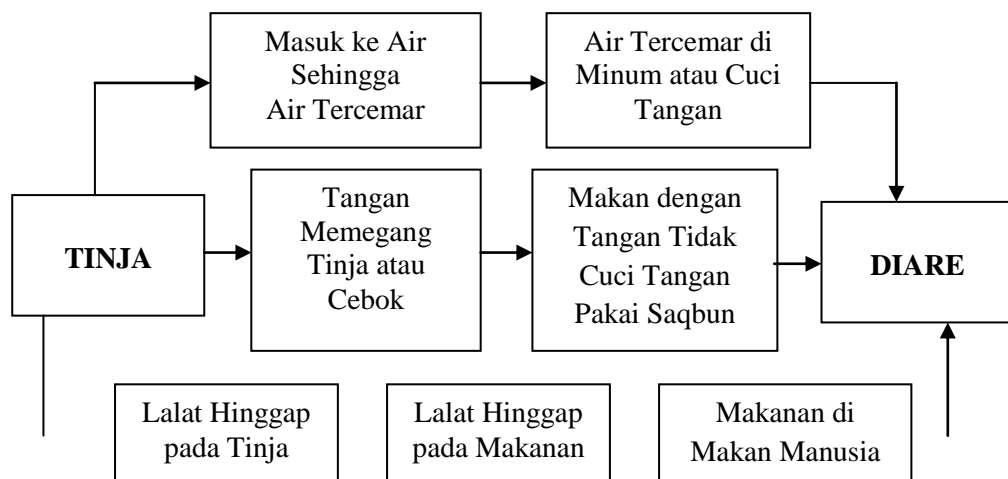 Masuk ke Air
Sehingga
Air Tercemar
Air Tercemar di
Minum atau Cuci
Tangan
TINJA
Tangan
Memegang
Tinja atau
Cebok
Makan dengan
Tangan Tidak
Cuci Tangan
Pakai Saqbun
DIARE
Lalat Hinggap
pada Tinja
Lalat Hinggap
pada Makanan
Makanan di
Makan Manusia